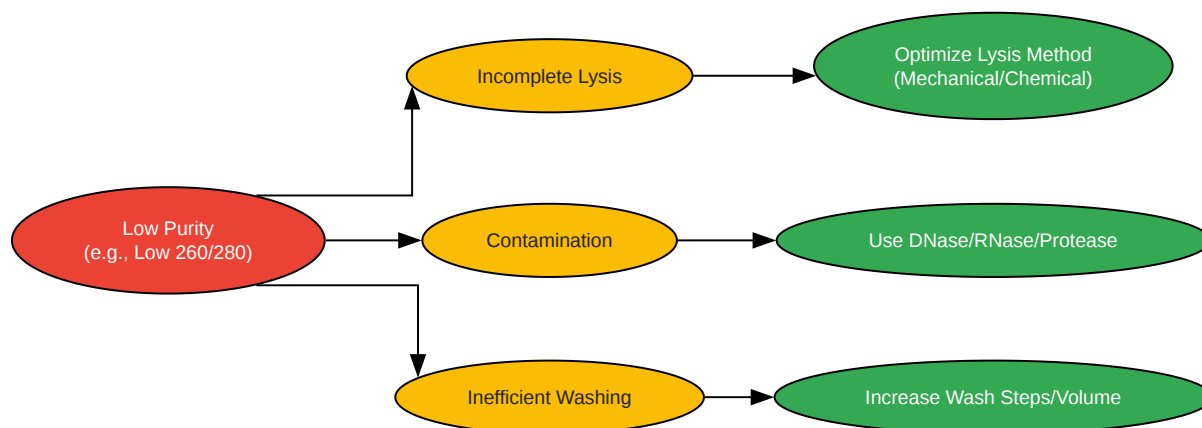 Incomplete Lysis
Optimize Lysis Method
(Mechanical/Chemical)
Low Purity
(e.g., Low 260/280)
Contamination
Use DNase/RNase/Protease
Inefficient Washing
Increase Wash Steps/Volume